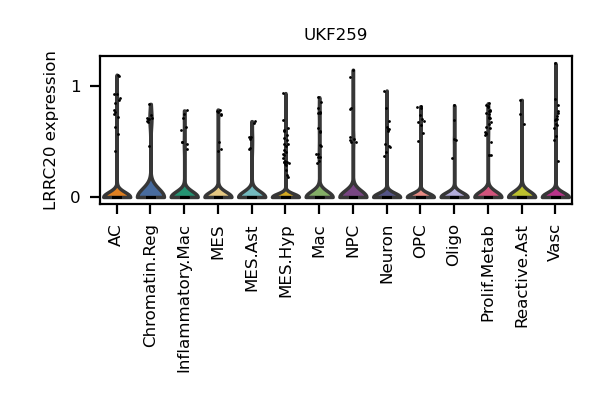 UKF259
LRRC20 expression
1
0
AC
Chromatin.Reg
Inflammatory.Mac
MES
MES.Ast
MES.Hyp
Mac
NPC
Neuron
OPC
Oligo
Prolif.Metab
Reactive.Ast
Vasc